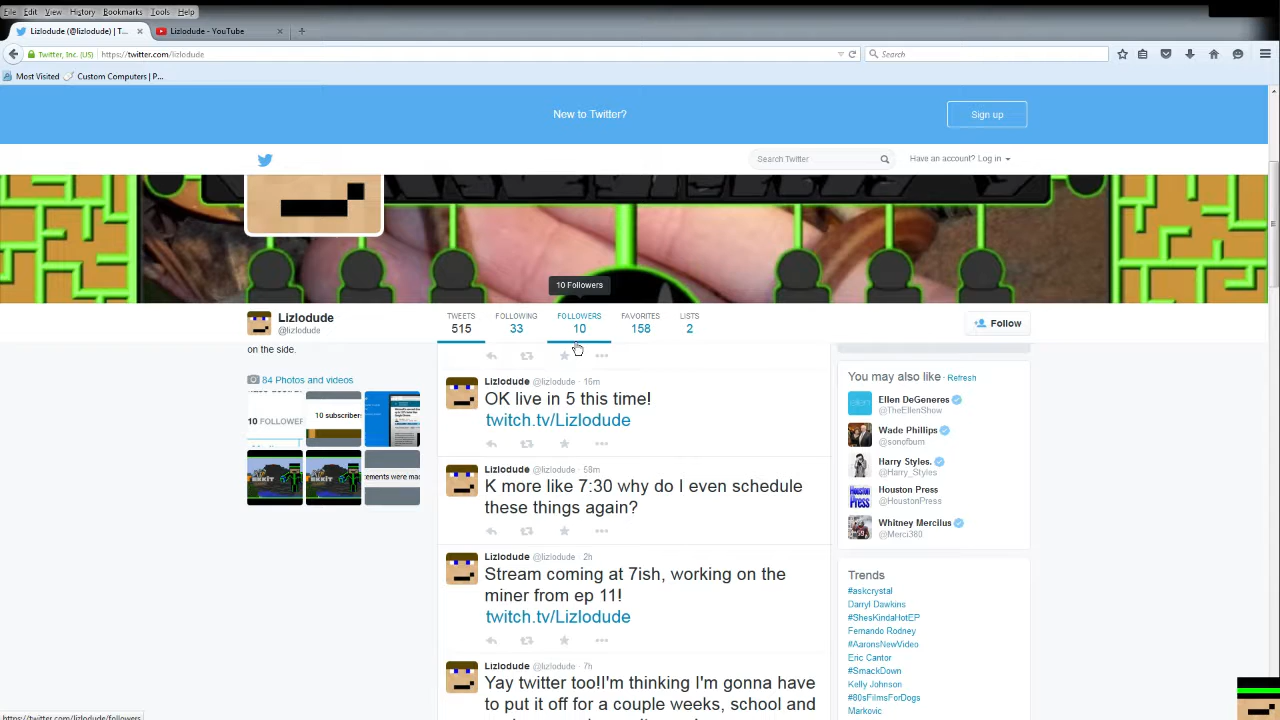 File Edit View History Bookmarks Tools Help
Lizlodude (@lizlodude) | T...
Lizlodude - YouTube
Twitter, Inc. (US)
https://twitter.com/lizlodude
Search
Most Visited
Custom Computers | P...
New to Twitter?
Sign up
Search Twitter
Have an account? Log in
10 Followers
Lizlodude
@lizlodude
TWEETS
515
FOLLOWING
33
FOLLOWERS
10
FAVORITES
158
LISTS
2
Follow
on the side.
84 Photos and videos
10 FOLLOWER
10 subscribers
Lizlodude @lizlodude · 16m
OK live in 5 this time!
twitch.tv/Lizlodude
Lizlodude @lizlodude · 58m
K more like 7:30 why do I even schedule
these things again?
Lizlodude @lizlodude · 2h
Stream coming at 7ish, working on the
miner from ep 11!
twitch.tv/Lizlodude
Lizlodude @lizlodude · 7h
Yay twitter too!I'm thinking I'm gonna have
to put it off for a couple weeks, school and
You may also like · Refresh
Ellen DeGeneres
@TheEllenShow
Wade Phillips
@sonofbum
Harry Styles.
@Harry_Styles
Houston Press
@HoustonPress
Whitney Mercilus
@Merci380
Trends
#askcrystal
Darryl Dawkins
#ShesKindaHotEP
Fernando Rodney
#AaronsNewVideo
Eric Cantor
#SmackDown
Kelly Johnson
#80sFilmsForDogs
Markovic
https://twitter.com/lizlodude/followers